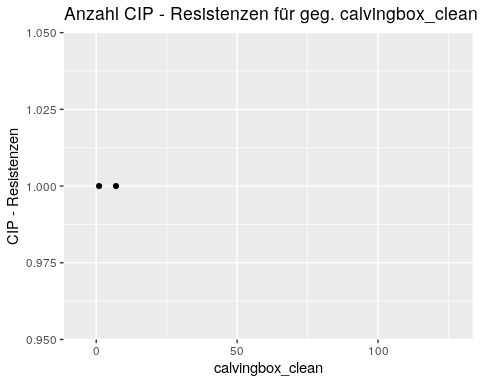 Anzahl CIP - Resistenzen für geg. calvingbox_clean
1.050
1.025
1.000
0.975
0.950
CIP - Resistenzen
0
50
100
calvingbox_clean